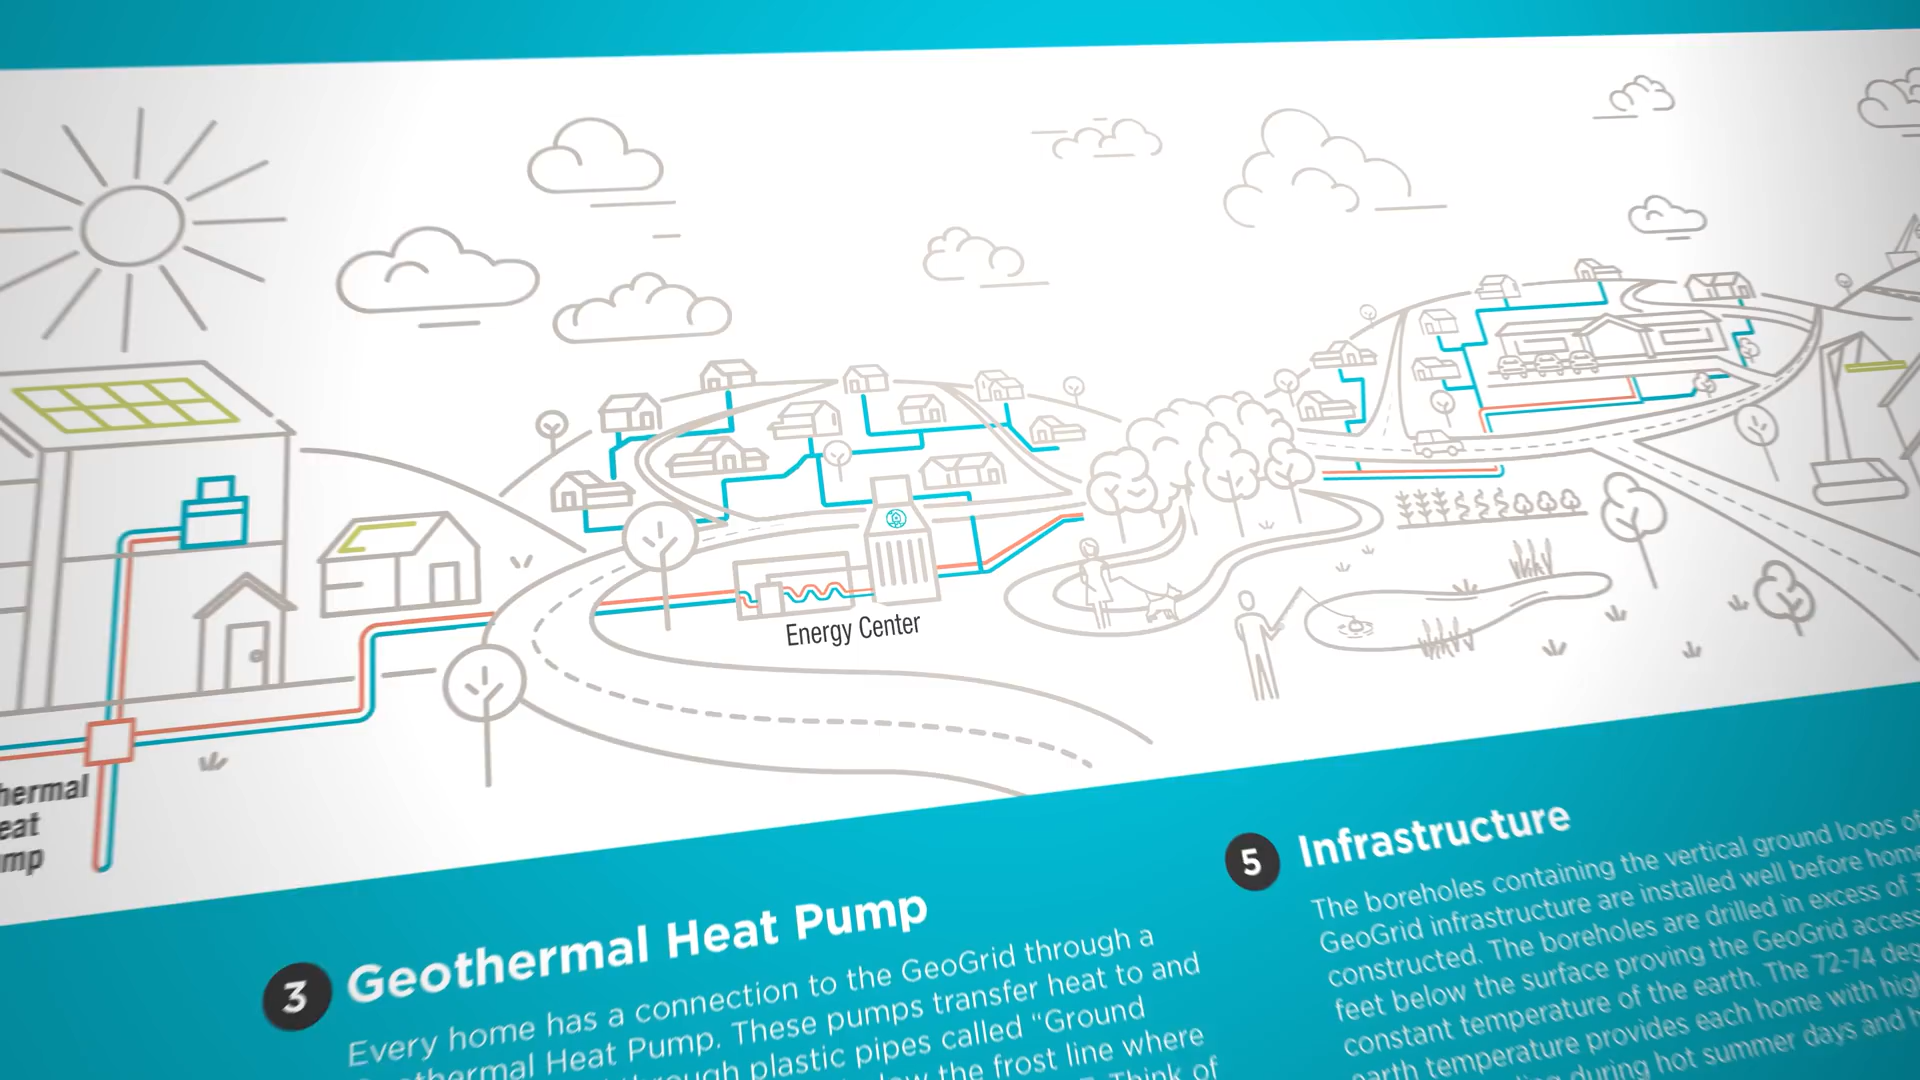 Energy Center
3 Geothermal Heat Pump
Every home has a connection to the GeoGrid through a
Heat Pump. These pumps transfer heat to and
plastic pipes called “Ground
the frost line where
Think of
5 Infrastructure
The boreholes containing the vertical ground loops of
GeoGrid infrastructure are installed well before home
constructed. The boreholes are drilled in excess of 3
feet below the surface proving the GeoGrid access
constant temperature of the earth. The 72-74 deg
earth temperature provides each home with high
during hot summer days and h